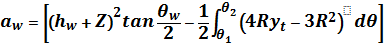 a_w = [(h_w + Z)^2 tan θ_w/2 − 1/2 ∫_{θ_1}^{θ_2} (4Ry_t − 3R^2)^□ dθ]